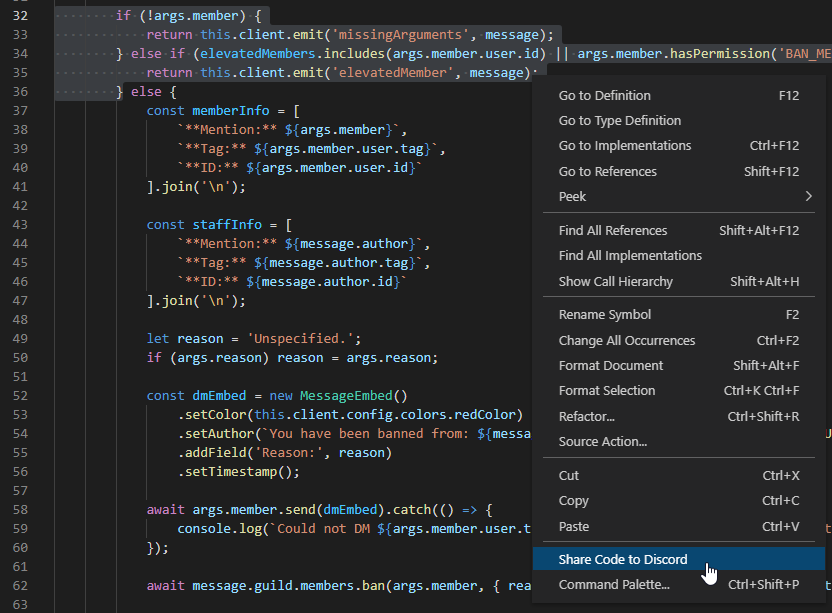 32 if (!args.member) {
33 return this.client.emit('missingArguments', message);
34 } else if (elevatedMembers.includes(args.member.user.id) || args.member.hasPermission('BAN_ME
35 return this.client.emit('elevatedMember', message);
36 } else {
37 const memberInfo = [
38 `**Mention:** ${args.member}`,
39 `**Tag:** ${args.member.user.tag}`,
40 `**ID:** ${args.member.user.id}`
41 ].join('\n');
42
43 const staffInfo = [
44 `**Mention:** ${message.author}`,
45 `**Tag:** ${message.author.tag}`,
46 `**ID:** ${message.author.id}`
47 ].join('\n');
48
49 let reason = 'Unspecified.';
50 if (args.reason) reason = args.reason;
51
52 const dmEmbed = new MessageEmbed()
53 .setColor(this.client.config.colors.redColor)
54 .setAuthor(`You have been banned from: ${messa
55 .addField('Reason:', reason)
56 .setTimestamp();
57
58 await args.member.send(dmEmbed).catch(() => {
59 console.log(`Could not DM ${args.member.user.t
60 });
61
62 await message.guild.members.ban(args.member, { rea
63
Go to Definition F12
Go to Type Definition
Go to Implementations Ctrl+F12
Go to References Shift+F12
Peek
Find All References Shift+Alt+F12
Find All Implementations
Show Call Hierarchy Shift+Alt+H
Rename Symbol F2
Change All Occurrences Ctrl+F2
Format Document Shift+Alt+F
Format Selection Ctrl+K Ctrl+F
Refactor... Ctrl+Shift+R
Source Action...
Cut Ctrl+X
Copy Ctrl+C
Paste Ctrl+V
Share Code to Discord
Command Palette... Ctrl+Shift+P